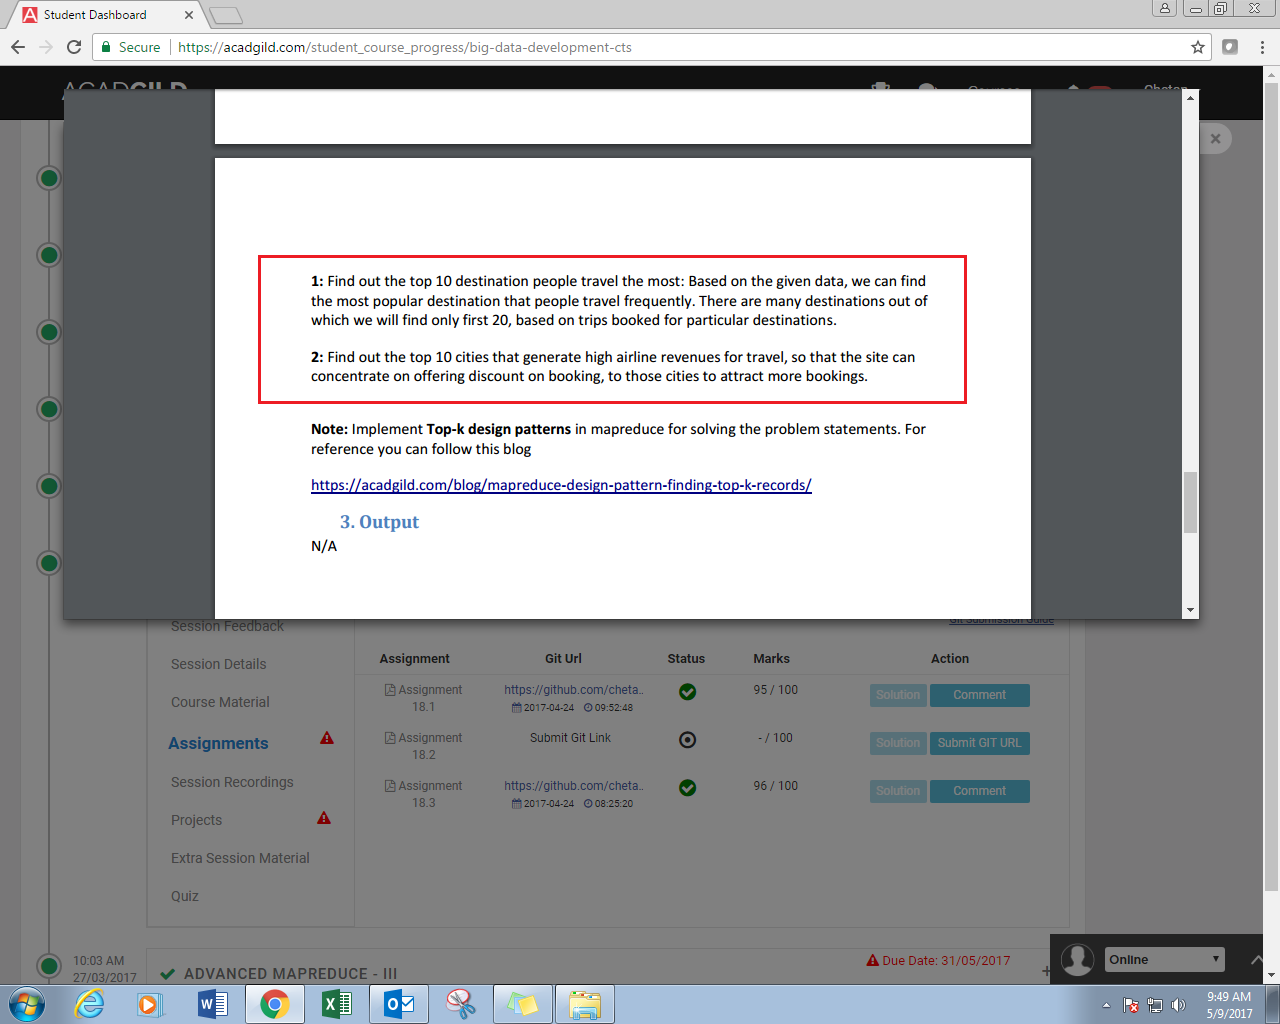 Student Dashboard
Secure
https://acadgild.com/student_course_progress/big-data-development-cts
ACADGILD
Courses
Chetan
1: Find out the top 10 destination people travel the most: Based on the given data, we can find
the most popular destination that people travel frequently. There are many destinations out of
which we will find only first 20, based on trips booked for particular destinations.
2: Find out the top 10 cities that generate high airline revenues for travel, so that the site can
concentrate on offering discount on booking, to those cities to attract more bookings.
Note: Implement Top-k design patterns in mapreduce for solving the problem statements. For
reference you can follow this blog
https://acadgild.com/blog/mapreduce-design-pattern-finding-top-k-records/
3. Output
N/A
Git Submission Guide
Session Feedback
Session Details
Course Material
Assignments
Session Recordings
Projects
Extra Session Material
Quiz
Assignment Git Url Status Marks Action
Assignment 18.1 https://github.com/cheta.. 2017-04-24 09:52:48 95 / 100 Solution Comment
Assignment 18.2 Submit Git Link - / 100 Solution Submit GIT URL
Assignment 18.3 https://github.com/cheta.. 2017-04-24 08:25:20 96 / 100 Solution Comment
10:03 AM
27/03/2017
ADVANCED MAPREDUCE - III
Due Date: 31/05/2017
Online
9:49 AM
5/9/2017